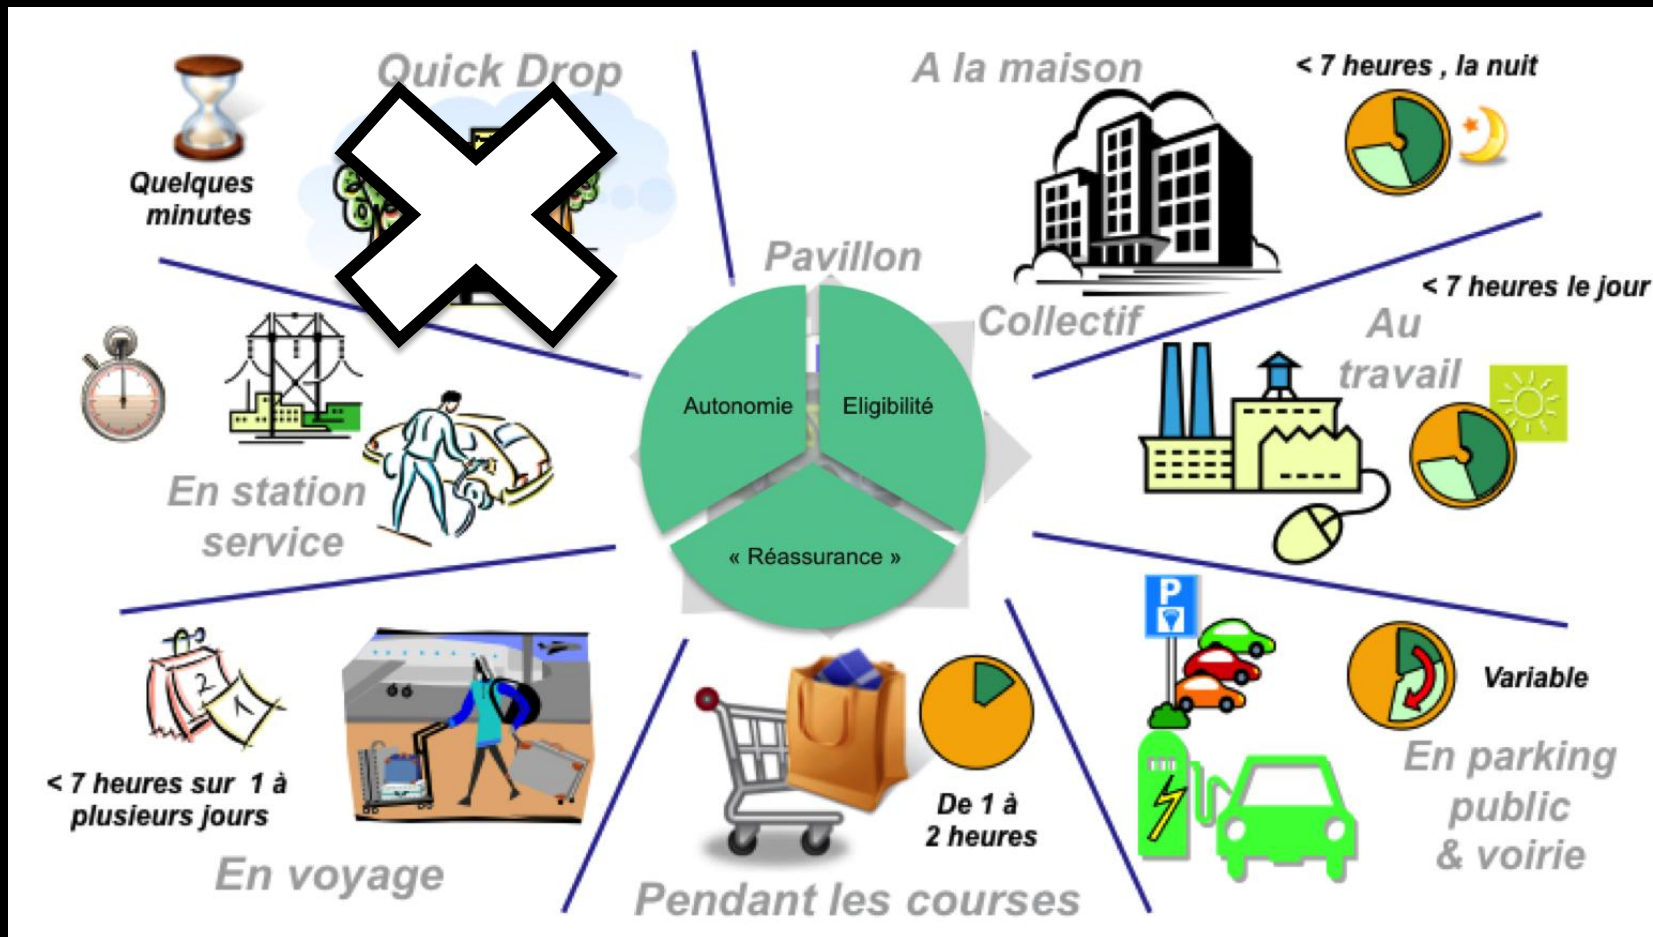 Quick Drop
Quelques
minutes
A la maison
< 7 heures , la nuit
Pavillon
Collectif
< 7 heures le jour
Au
travail
Autonomie
Eligibilité
« Réassurance »
En station
service
2
1
< 7 heures sur 1 à
plusieurs jours
En voyage
De 1 à
2 heures
Pendant les courses
P
Variable
En parking
public
& voirie